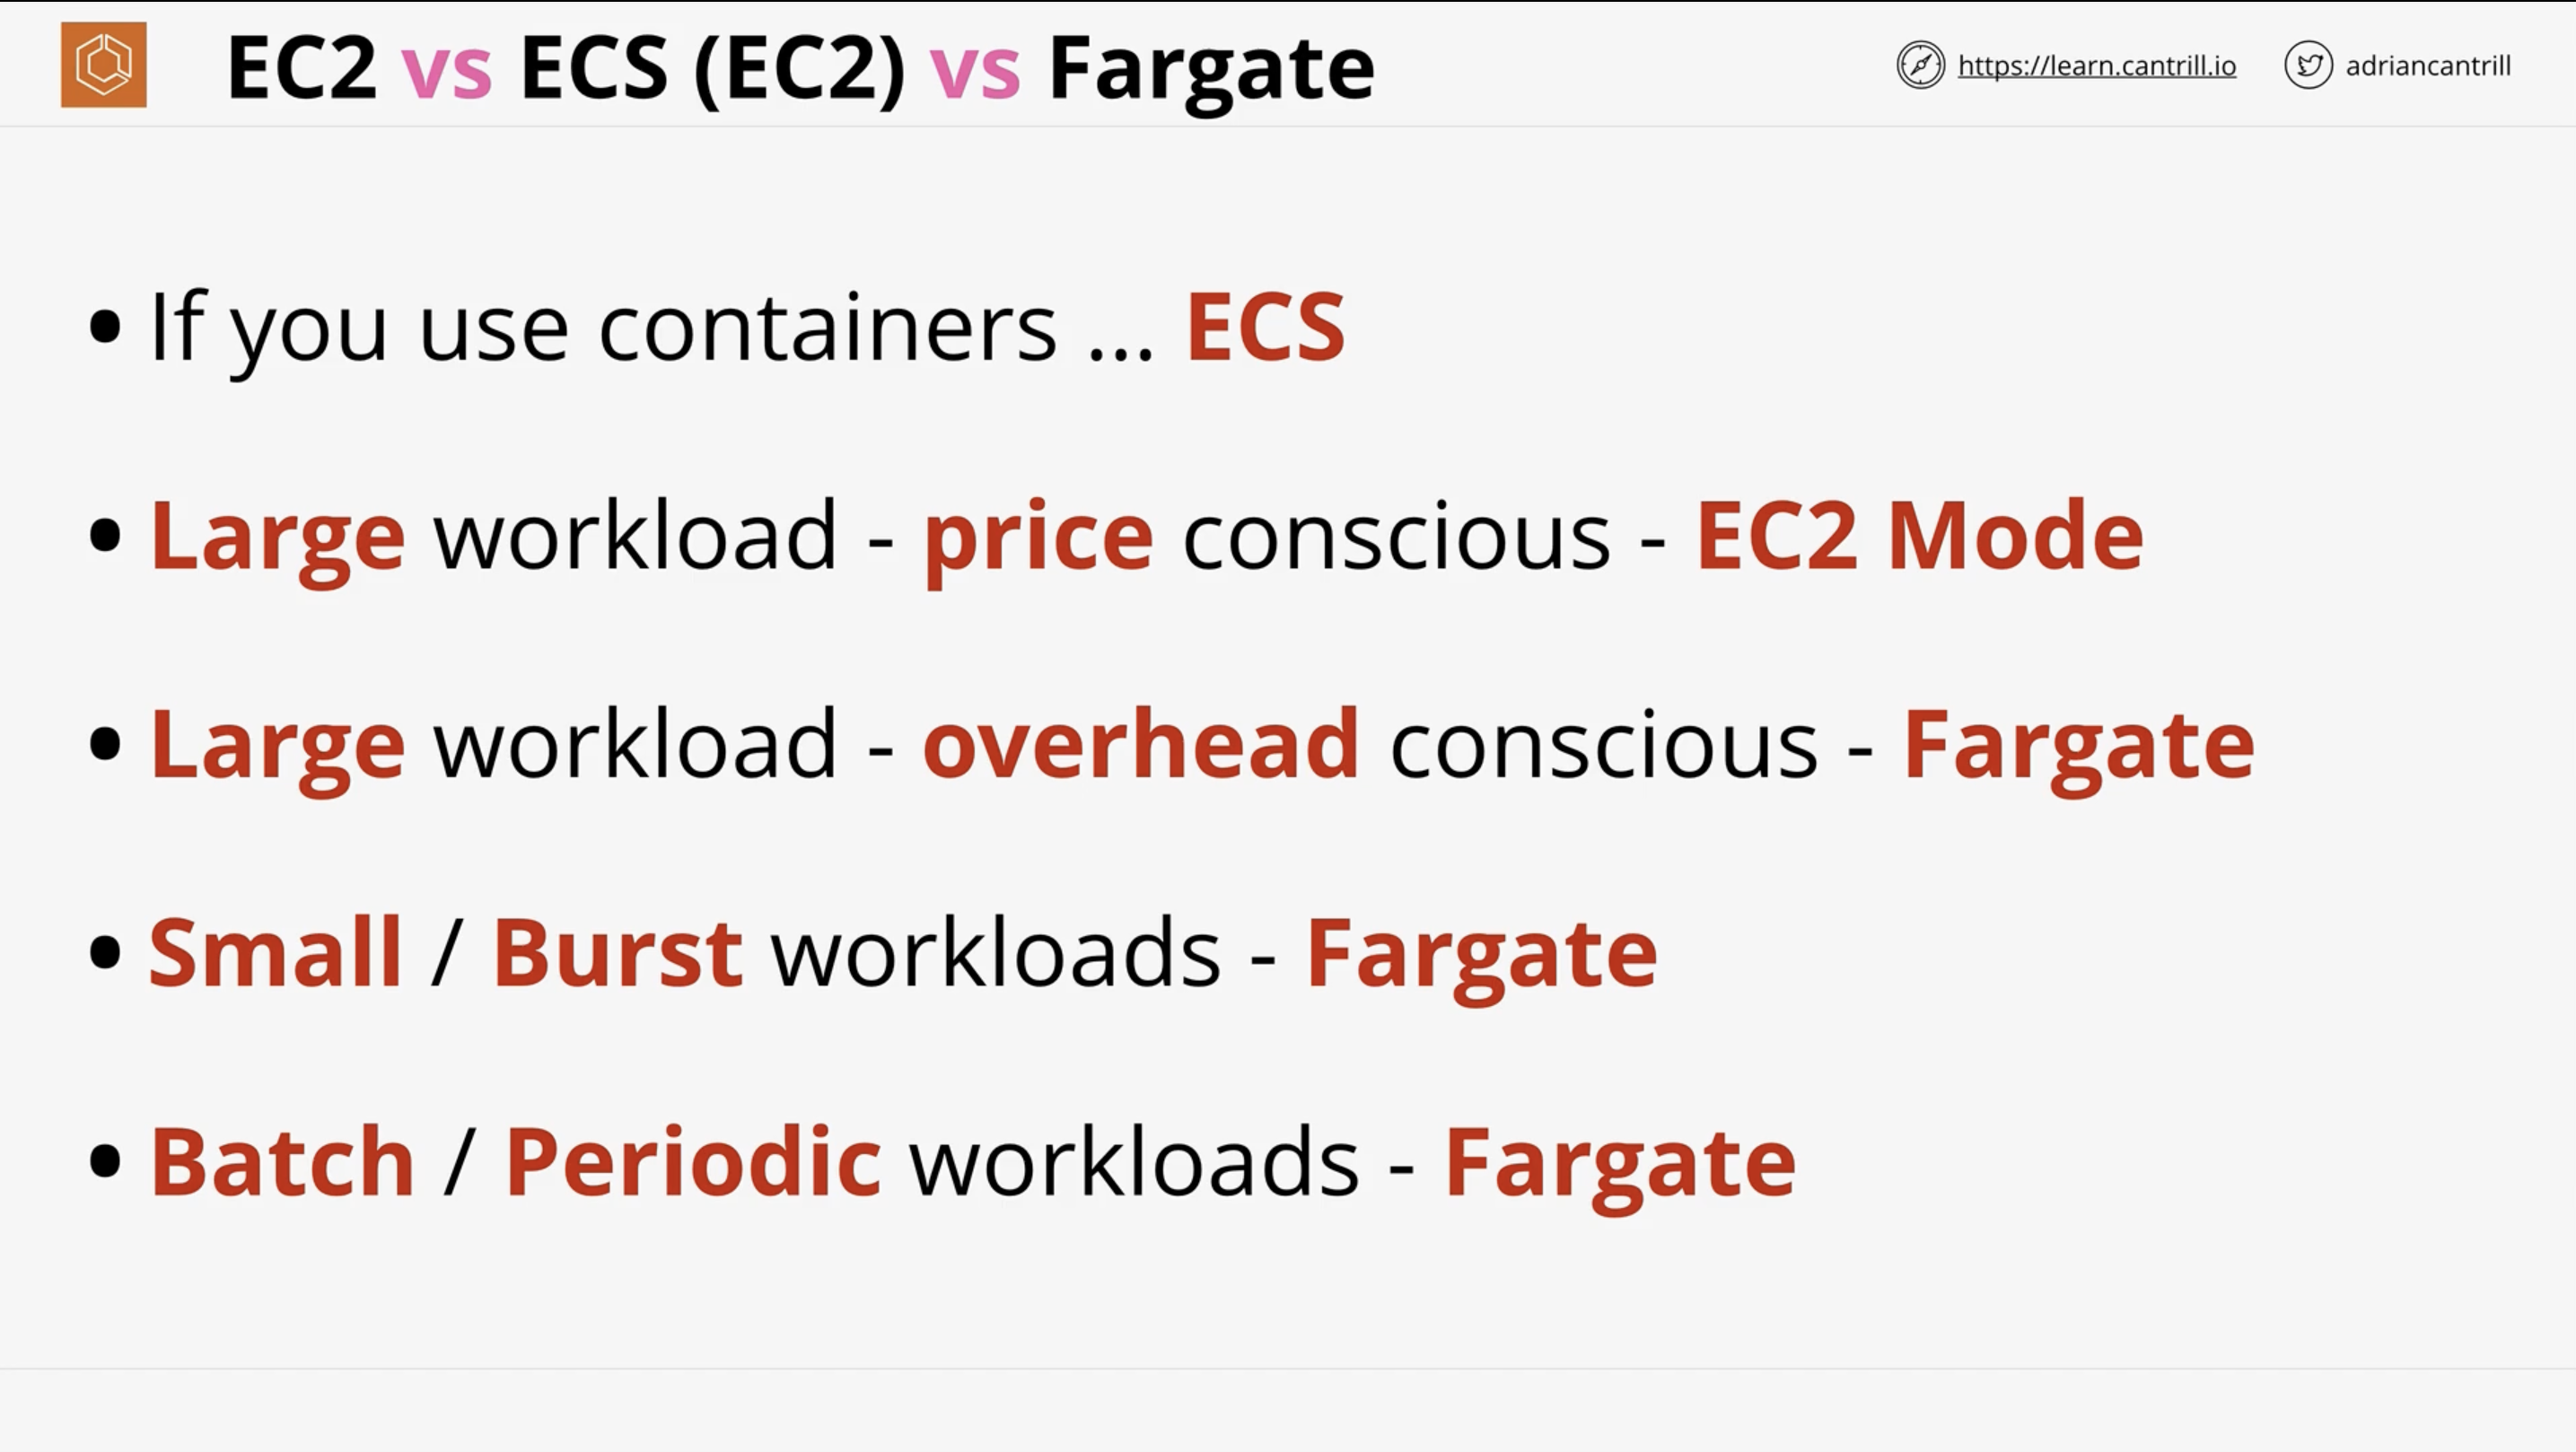 EC2 vs ECS (EC2) vs Fargate
https://learn.cantrill.io
adriancantrill
• If you use containers ... ECS
• Large workload - price conscious - EC2 Mode
• Large workload - overhead conscious - Fargate
• Small / Burst workloads - Fargate
• Batch / Periodic workloads - Fargate